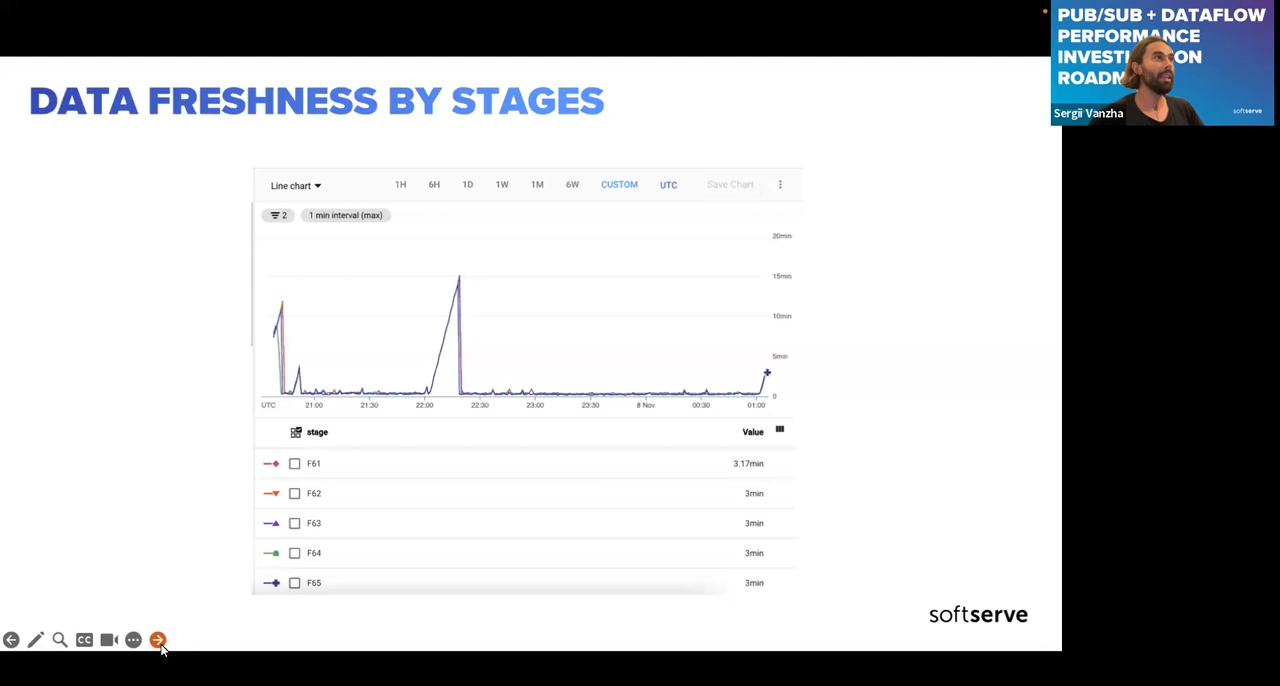 PUB/SUB + DATAFLOW
PERFORMANCE
Sergii Vanzha
softserve
DATA FRESHNESS BY STAGES
Line chart
1H 6H 1D 1W 1M 6W CUSTOM UTC Save Chart
2 1 min interval (max)
20min
15min
10min
5min
0
UTC 21:00 21:30 22:00 22:30 23:00 23:30 8 Nov 00:30 01:00
stage Value
F61 3.17min
F62 3min
F63 3min
F64 3min
F65 3min
softserve
CC